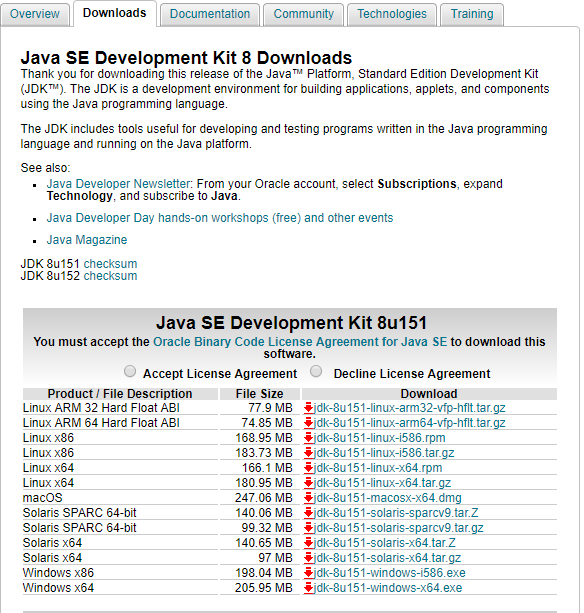 Overview Downloads Documentation Community Technologies Training
Java SE Development Kit 8 Downloads
Thank you for downloading this release of the Java™ Platform, Standard Edition Development Kit
(JDK™). The JDK is a development environment for building applications, applets, and components
using the Java programming language.
The JDK includes tools useful for developing and testing programs written in the Java programming
language and running on the Java platform.
See also:
Java Developer Newsletter: From your Oracle account, select Subscriptions, expand
Technology, and subscribe to Java.
Java Developer Day hands-on workshops (free) and other events
Java Magazine
JDK 8u151 checksum
JDK 8u152 checksum
Java SE Development Kit 8u151
You must accept the Oracle Binary Code License Agreement for Java SE to download this
software.
Accept License Agreement Decline License Agreement
Product / File Description File Size Download
Linux ARM 32 Hard Float ABI 77.9 MB jdk-8u151-linux-arm32-vfp-hflt.tar.gz
Linux ARM 64 Hard Float ABI 74.85 MB jdk-8u151-linux-arm64-vfp-hflt.tar.gz
Linux x86 168.95 MB jdk-8u151-linux-i586.rpm
Linux x86 183.73 MB jdk-8u151-linux-i586.tar.gz
Linux x64 166.1 MB jdk-8u151-linux-x64.rpm
Linux x64 180.95 MB jdk-8u151-linux-x64.tar.gz
macOS 247.06 MB jdk-8u151-macosx-x64.dmg
Solaris SPARC 64-bit 140.06 MB jdk-8u151-solaris-sparcv9.tar.Z
Solaris SPARC 64-bit 99.32 MB jdk-8u151-solaris-sparcv9.tar.gz
Solaris x64 140.65 MB jdk-8u151-solaris-x64.tar.Z
Solaris x64 97 MB jdk-8u151-solaris-x64.tar.gz
Windows x86 198.04 MB jdk-8u151-windows-i586.exe
Windows x64 205.95 MB jdk-8u151-windows-x64.exe